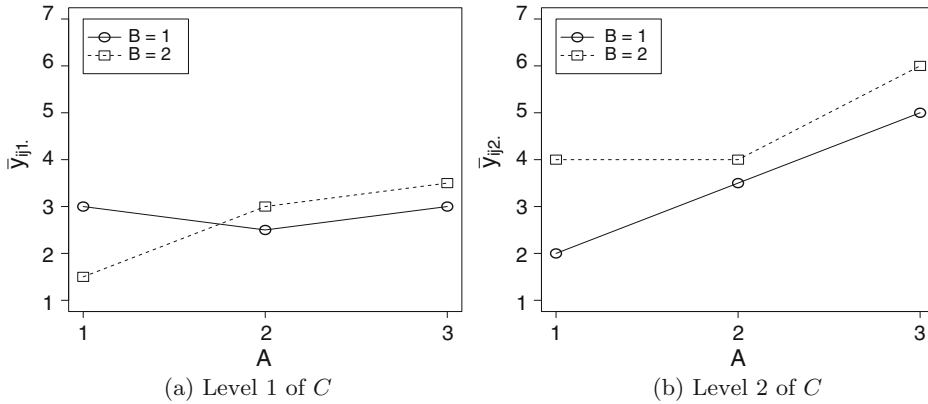 7
6
5
4
3
2
1
ȳij1.
B = 1
B = 2
1 2 3
A
(a) Level 1 of C
7
6
5
4
3
2
1
ȳij2.
B = 1
B = 2
1 2 3
A
(b) Level 2 of C